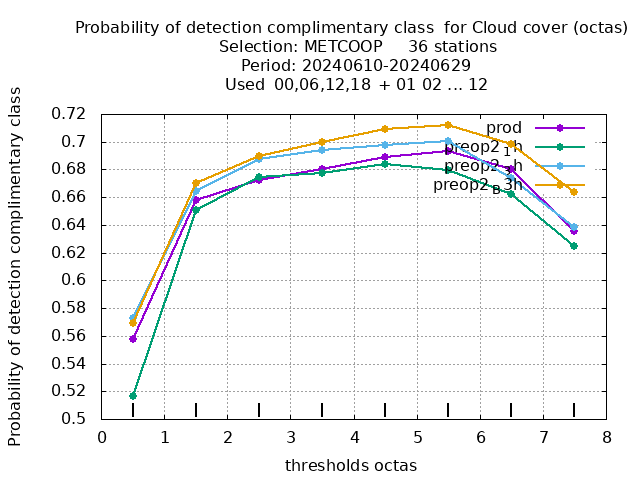 Probability of detection complimentary class  for Cloud cover (octas)
Selection: METCOOP     36 stations
Period: 20240610-20240629
Used  00,06,12,18  + 01 02 ... 12
Probability of detection complimentary class
0.72
0.7
0.68
0.66
0.64
0.62
0.6
0.58
0.56
0.54
0.52
0.5
prod
preop2_1h
preop2_3h
preop2_B_3h
0 1 2 3 4 5 6 7 8
thresholds octas